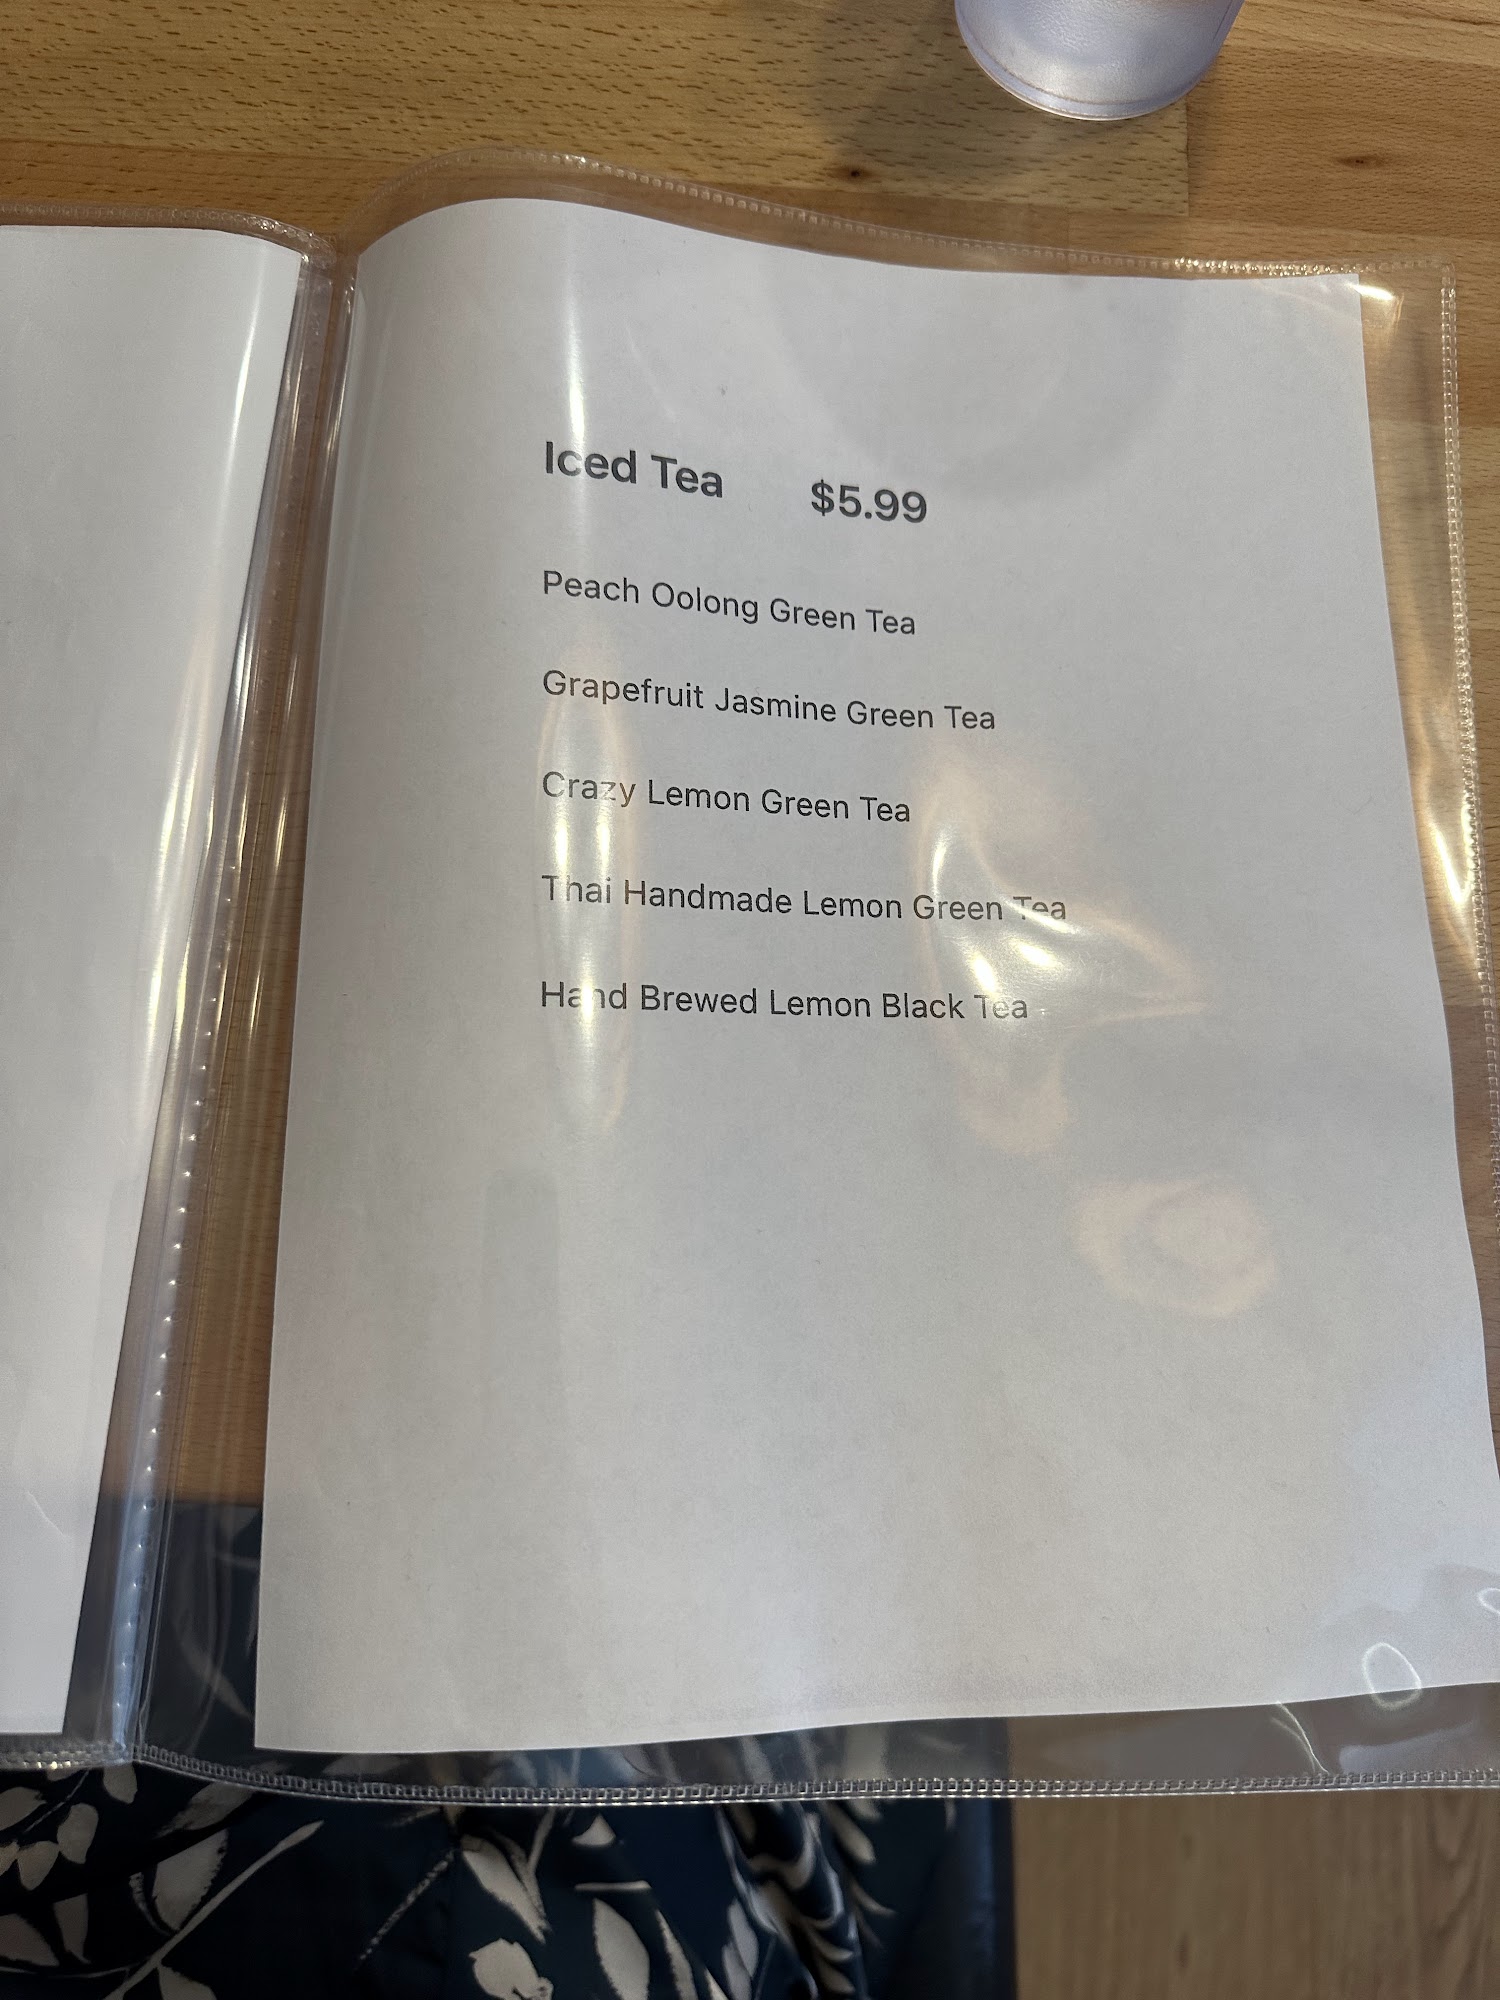 Iced Tea $5.99
Peach Oolong Green Tea
Grapefruit Jasmine Green Tea
Crazy Lemon Green Tea
Thai Handmade Lemon Green Tea
Hand Brewed Lemon Black Tea